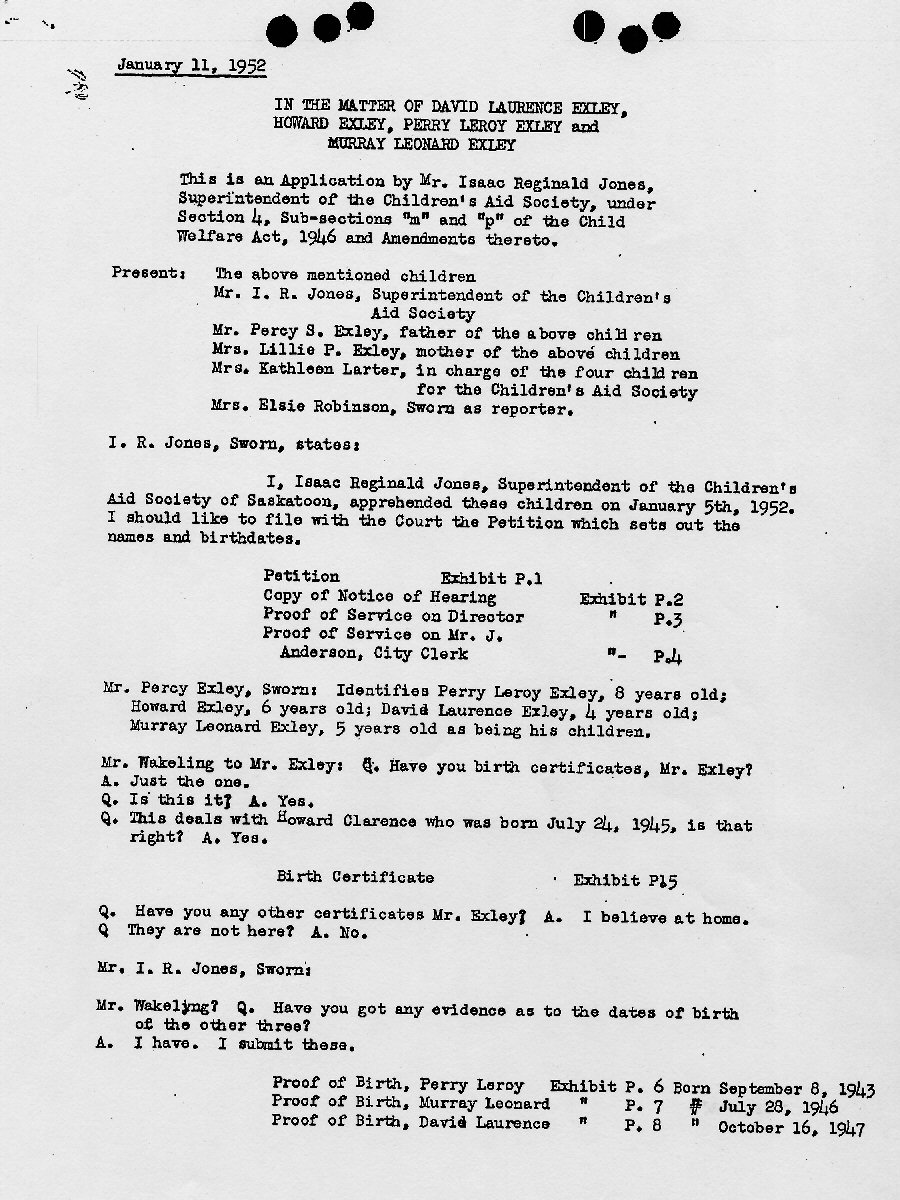 January 11, 1952
IN THE MATTER OF DAVID LAURENCE EXLEY,
HOWARD EXLEY, PERRY LEROY EXLEY and
MURRAY LEONARD EXLEY
This is an Application by Mr. Isaac Reginald Jones,
Superintendent of the Children's Aid Society, under
Section 4, Sub-sections "m" and "p" of the Child
Welfare Act, 1946 and Amendments thereto.
Present: The above mentioned children
Mr. I. R. Jones, Superintendent of the Children's
Aid Society
Mr. Percy S. Exley, father of the above children
Mrs. Lillie P. Exley, mother of the above children
Mrs. Kathleen Larter, in charge of the four children
for the Children's Aid Society
Mrs. Elsie Robinson, Sworn as reporter.
I. R. Jones, Sworn, states:
I, Isaac Reginald Jones, Superintendent of the Children's
Aid Society of Saskatoon, apprehended these children on January 5th, 1952.
I should like to file with the Court the Petition which sets out the
names and birthdates.
Petition Exhibit P.1
Copy of Notice of Hearing Exhibit P.2
Proof of Service on Director " P.3
Proof of Service on Mr. J.
Anderson, City Clerk "- P.4
Mr. Percy Exley, Sworn: Identifies Perry Leroy Exley, 8 years old;
Howard Exley, 6 years old; David Laurence Exley, 4 years old;
Murray Leonard Exley, 5 years old as being his children.
Mr. Wakeling to Mr. Exley: Q. Have you birth certificates, Mr. Exley?
A. Just the one.
Q. Is this it? A. Yes.
Q. This deals with Howard Clarence who was born July 24, 1945, is that
right? A. Yes.
Birth Certificate Exhibit P15
Q. Have you any other certificates Mr. Exley? A. I believe at home.
Q They are not here? A. No.
Mr. I. R. Jones, Sworn:
Mr. Wakeling? Q. Have you got any evidence as to the dates of birth
of the other three?
A. I have. I submit these.
Proof of Birth, Perry Leroy Exhibit P. 6 Born September 8, 1943
Proof of Birth, Murray Leonard " P. 7 # July 28, 1946
Proof of Birth, David Laurence " P. 8 " October 16, 1947